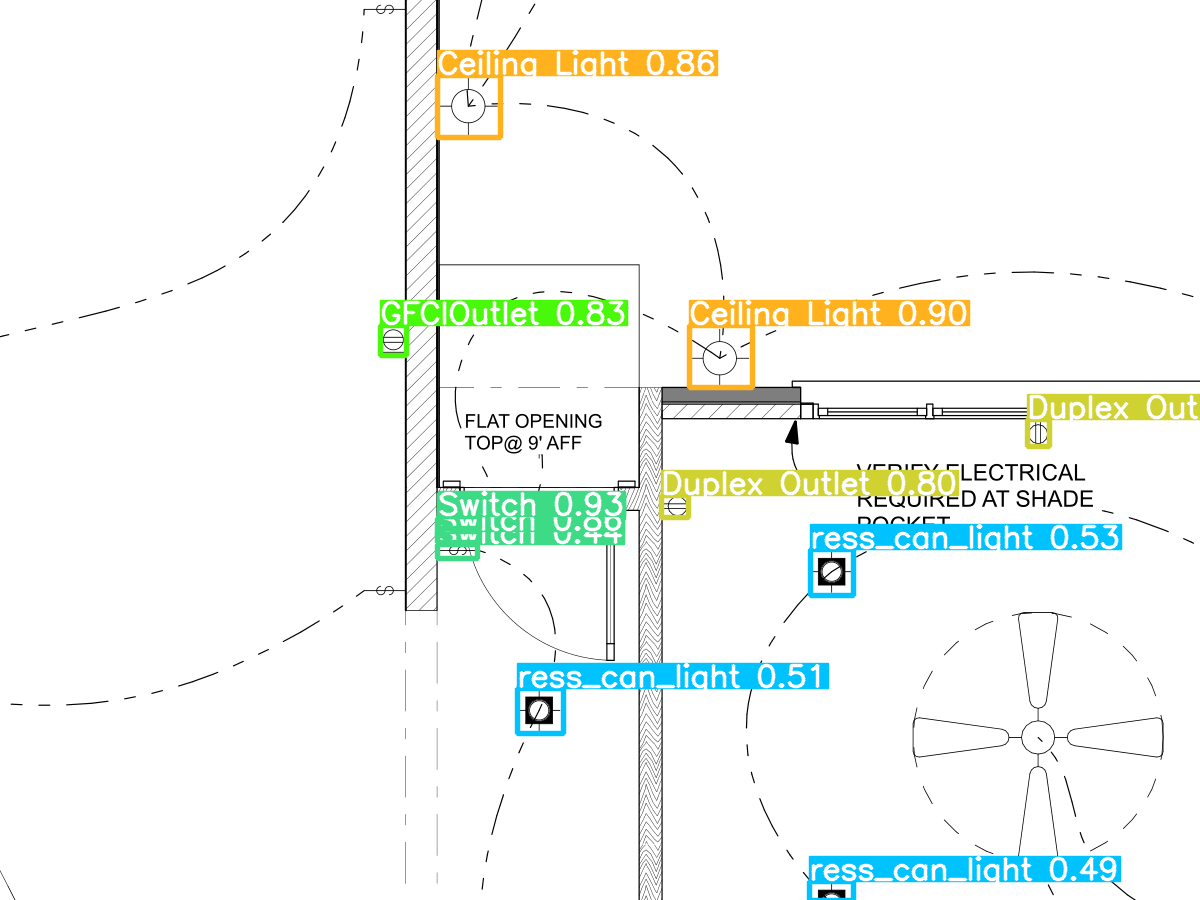 S
Ceiling Light 0.86
GFCIOutlet 0.83
Ceiling Light 0.90
Duplex Out
FLAT OPENING
TOP@ 9' AFF
VERIFY ELECTRICAL
REQUIRED AT SHADE
POCKET
Duplex Outlet 0.80
Switch 0.93
Switch 0.44
S
ress_can_light 0.53
S
ress_can_light 0.51
ress_can_light 0.49